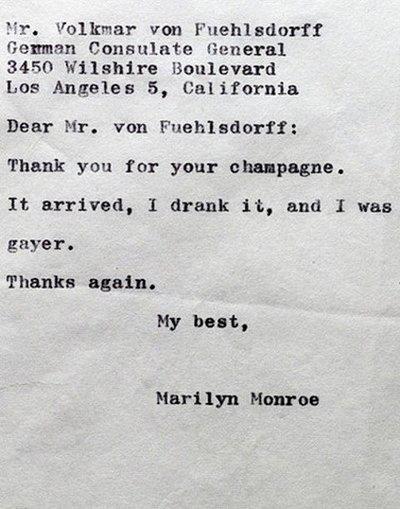 Mr. Volkmar von Fuehlsdorff
German Consulate General
3450 Wilshire Boulevard
Los Angeles 5, California
Dear Mr. von Fuehlsdorff:
Thank you for your champagne.
It arrived, I drank it, and I was
gayer.
Thanks again.
My best,
Marilyn Monroe